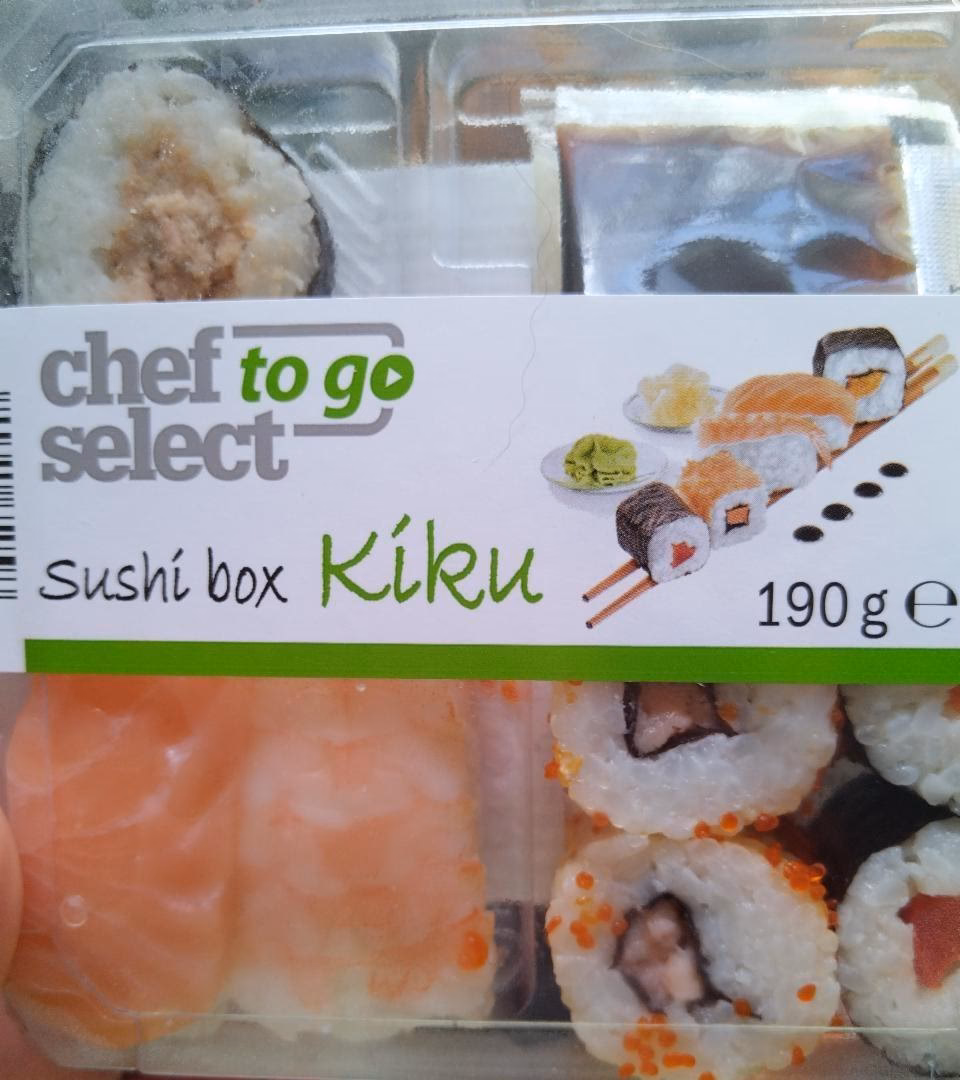 chef to go
select
Sushi box Kiku
190 g e